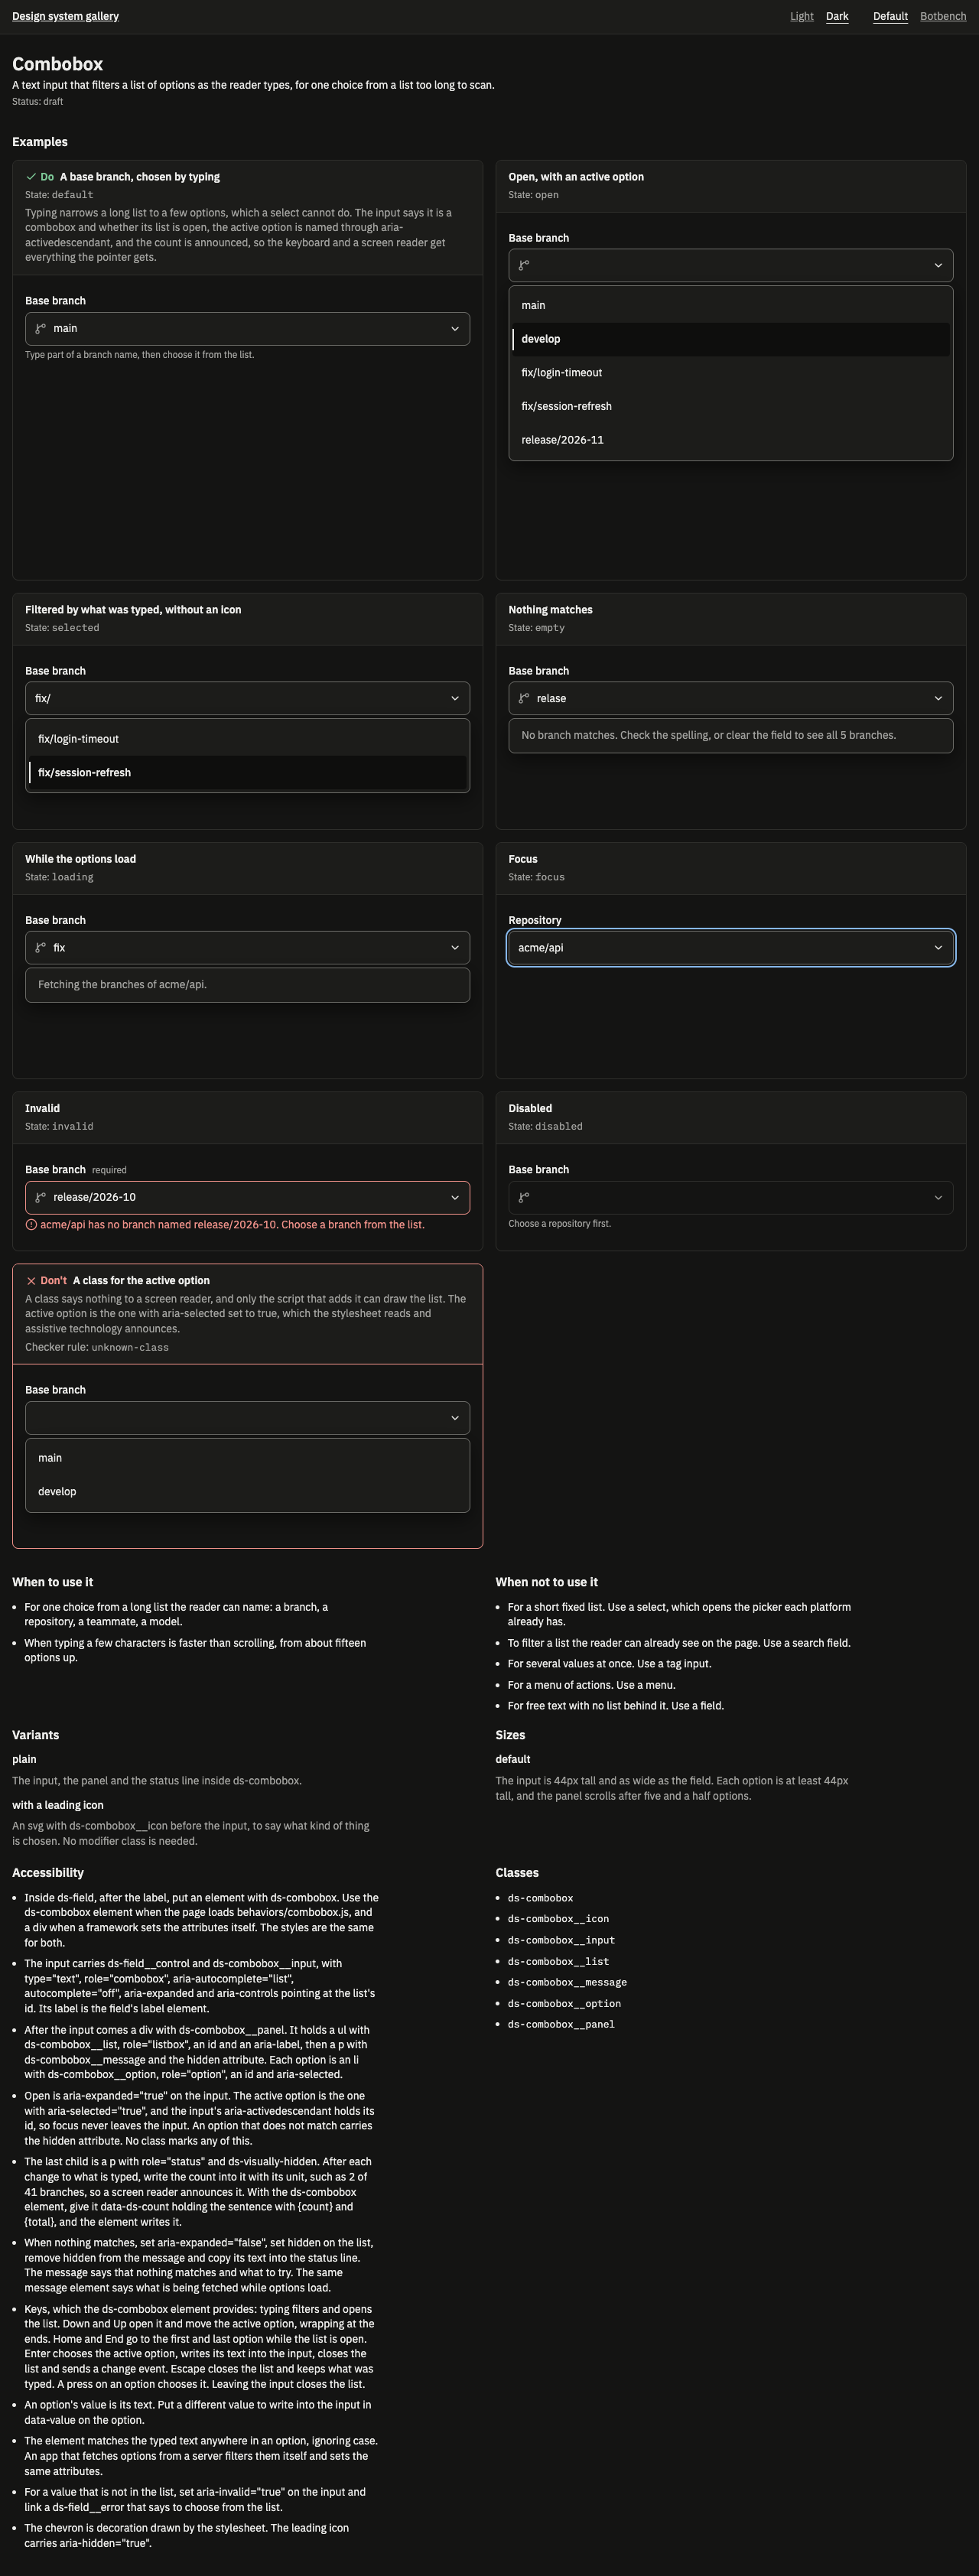 Design system gallery
Light Dark Default Botbench
Combobox
A text input that filters a list of options as the reader types, for one choice from a list too long to scan.
Status: draft
Examples
Do A base branch, chosen by typing
State: default
Typing narrows a long list to a few options, which a select cannot do. The input says it is a
combobox and whether its list is open, the active option is named through aria-
activedescendant, and the count is announced, so the keyboard and a screen reader get
everything the pointer gets.
Base branch
main
Type part of a branch name, then choose it from the list.
Open, with an active option
State: open
Base branch
main
develop
fix/login-timeout
fix/session-refresh
release/2026-11
Filtered by what was typed, without an icon
State: selected
Base branch
fix/
fix/login-timeout
fix/session-refresh
Nothing matches
State: empty
Base branch
relase
No branch matches. Check the spelling, or clear the field to see all 5 branches.
While the options load
State: loading
Base branch
fix
Fetching the branches of acme/api.
Focus
State: focus
Repository
acme/api
Invalid
State: invalid
Base branch required
release/2026-10
acme/api has no branch named release/2026-10. Choose a branch from the list.
Disabled
State: disabled
Base branch
Choose a repository first.
Don't A class for the active option
A class says nothing to a screen reader, and only the script that adds it can draw the list. The
active option is the one with aria-selected set to true, which the stylesheet reads and
assistive technology announces.
Checker rule: unknown-class
Base branch
main
develop
When to use it
For one choice from a long list the reader can name: a branch, a
repository, a teammate, a model.
When typing a few characters is faster than scrolling, from about fifteen
options up.
When not to use it
For a short fixed list. Use a select, which opens the picker each platform
already has.
To filter a list the reader can already see on the page. Use a search field.
For several values at once. Use a tag input.
For a menu of actions. Use a menu.
For free text with no list behind it. Use a field.
Variants
plain
The input, the panel and the status line inside ds-combobox.
with a leading icon
An svg with ds-combobox__icon before the input, to say what kind of thing
is chosen. No modifier class is needed.
Sizes
default
The input is 44px tall and as wide as the field. Each option is at least 44px
tall, and the panel scrolls after five and a half options.
Accessibility
Inside ds-field, after the label, put an element with ds-combobox. Use the
ds-combobox element when the page loads behaviors/combobox.js, and
a div when a framework sets the attributes itself. The styles are the same
for both.
The input carries ds-field__control and ds-combobox__input, with
type="text", role="combobox", aria-autocomplete="list",
autocomplete="off", aria-expanded and aria-controls pointing at the list's
id. Its label is the field's label element.
After the input comes a div with ds-combobox__panel. It holds a ul with
ds-combobox__list, role="listbox", an id and an aria-label, then a p with
ds-combobox__message and the hidden attribute. Each option is an li
with ds-combobox__option, role="option", an id and aria-selected.
Open is aria-expanded="true" on the input. The active option is the one
with aria-selected="true", and the input's aria-activedescendant holds its
id, so focus never leaves the input. An option that does not match carries
the hidden attribute. No class marks any of this.
The last child is a p with role="status" and ds-visually-hidden. After each
change to what is typed, write the count into it with its unit, such as 2 of
41 branches, so a screen reader announces it. With the ds-combobox
element, give it data-ds-count holding the sentence with {count} and
{total}, and the element writes it.
When nothing matches, set aria-expanded="false", set hidden on the list,
remove hidden from the message and copy its text into the status line.
The message says that nothing matches and what to try. The same
message element says what is being fetched while options load.
Keys, which the ds-combobox element provides: typing filters and opens
the list. Down and Up open it and move the active option, wrapping at the
ends. Home and End go to the first and last option while the list is open.
Enter chooses the active option, writes its text into the input, closes the
list and sends a change event. Escape closes the list and keeps what was
typed. A press on an option chooses it. Leaving the input closes the list.
An option's value is its text. Put a different value to write into the input in
data-value on the option.
The element matches the typed text anywhere in an option, ignoring case.
An app that fetches options from a server filters them itself and sets the
same attributes.
For a value that is not in the list, set aria-invalid="true" on the input and
link a ds-field__error that says to choose from the list.
The chevron is decoration drawn by the stylesheet. The leading icon
carries aria-hidden="true".
Classes
ds-combobox
ds-combobox__icon
ds-combobox__input
ds-combobox__list
ds-combobox__message
ds-combobox__option
ds-combobox__panel